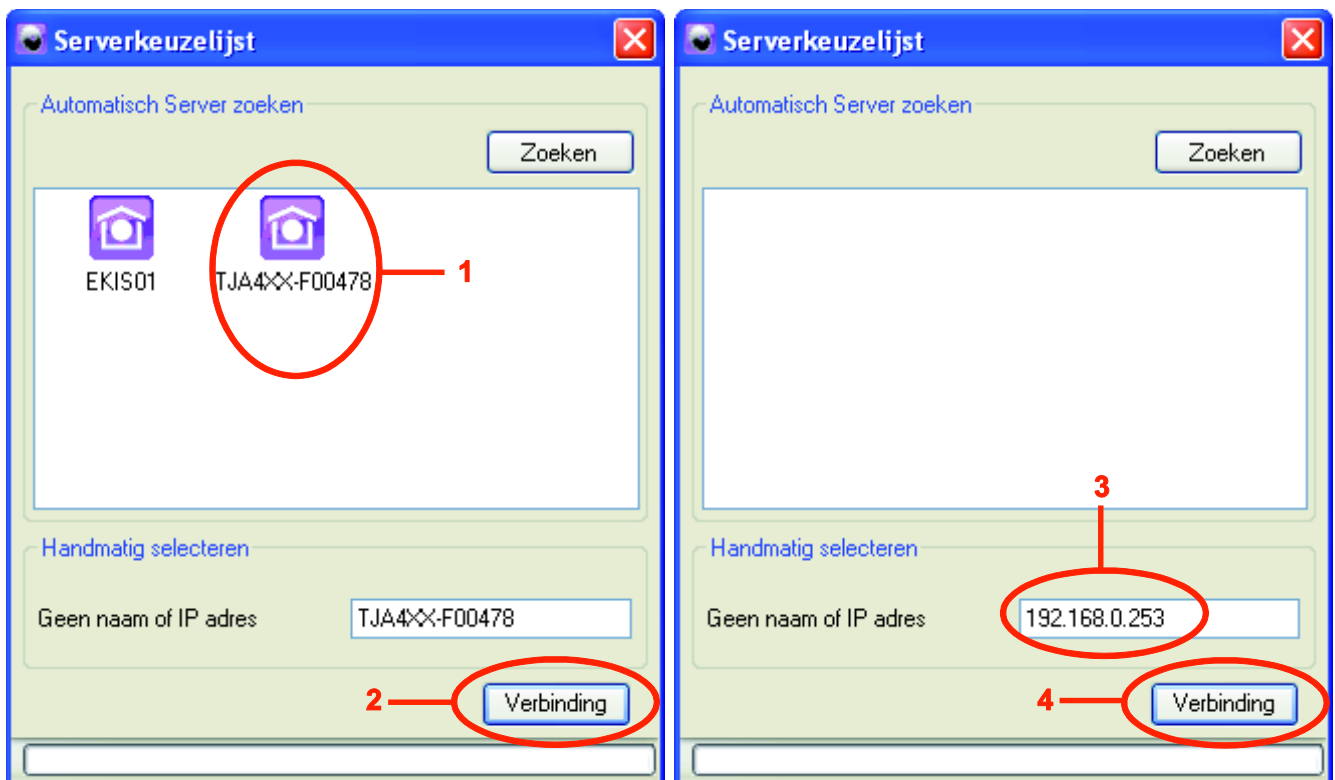 Serverkeuzelijst
Automatisch Server zoeken
Zoeken
EKIS01
TJA4XX-F00478
1
Handmatig selecteren
Geen naam of IP adres
TJA4XX-F00478
2
Verbinding
Serverkeuzelijst
Automatisch Server zoeken
Zoeken
3
Handmatig selecteren
Geen naam of IP adres
192.168.0.253
4
Verbinding